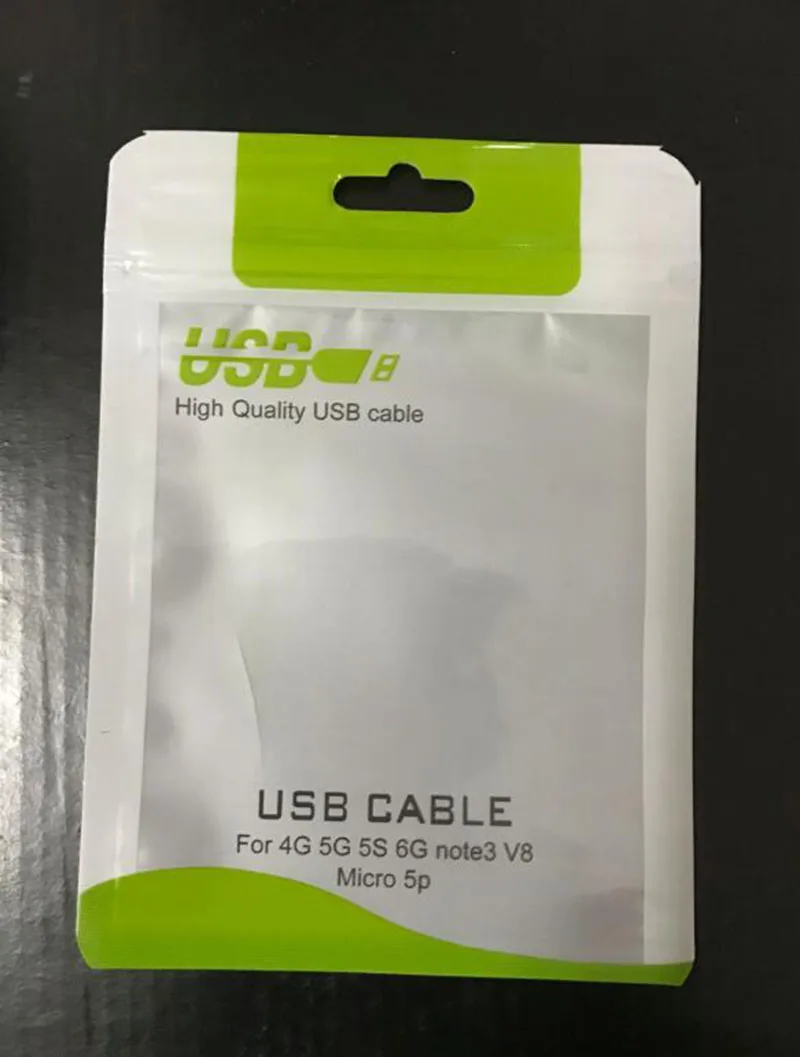 USB
High Quality USB cable
USB CABLE
For 4G 5G 5S 6G note3 V8
Micro 5p